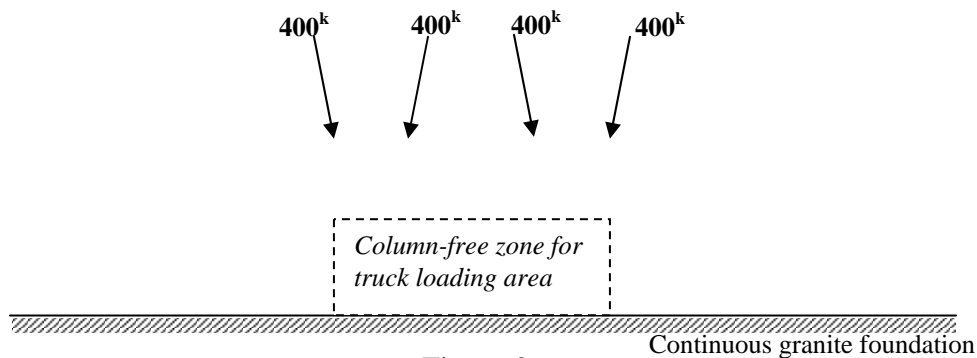 400ᵏ 400ᵏ 400ᵏ 400ᵏ
Column-free zone for
truck loading area
Continuous granite foundation